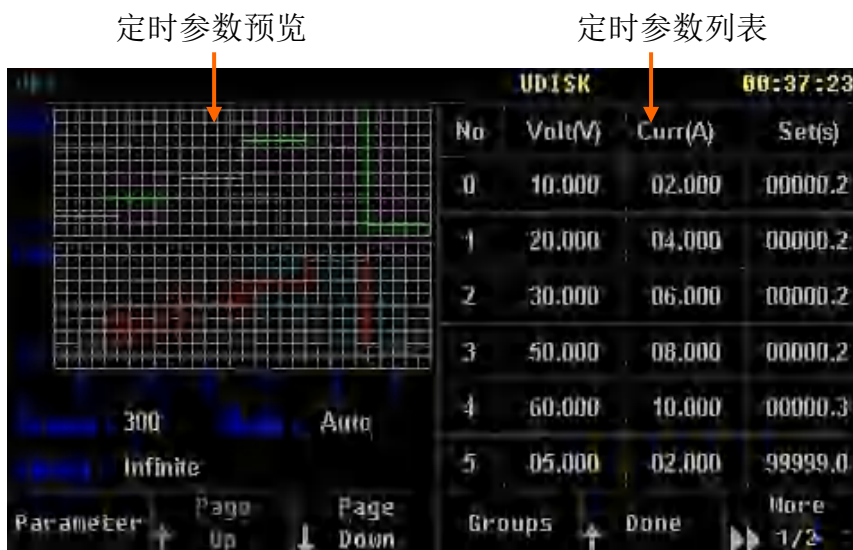 定时参数预览 定时参数列表
UDISK 00:37:23
No Volt(V) Curr(A) Set(s)
0 10.000 02.000 00000.2
1 20.000 04.000 00000.2
2 30.000 06.000 00000.2
3 50.000 08.000 00000.2
4 60.000 10.000 00000.3
5 05.000 02.000 99999.0
300 Auto
Infinite
Parameter Page Up Page Down Groups Done More 1/2